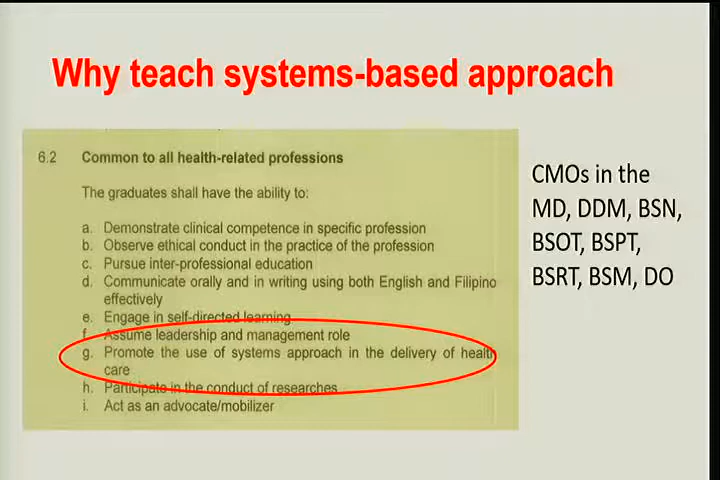 Why teach systems-based approach
6.2 Common to all health-related professions
The graduates shall have the ability to:
a. Demonstrate clinical competence in specific profession
b. Observe ethical conduct in the practice of the profession
c. Pursue inter-professional education
d. Communicate orally and in writing using both English and Filipino
effectively
e. Engage in self-directed learning
f. Assume leadership and management role
g. Promote the use of systems approach in the delivery of health
care
h. Participate in the conduct of researches
i. Act as an advocate/mobilizer
CMOs in the
MD, DDM, BSN,
BSOT, BSPT,
BSRT, BSM, DO